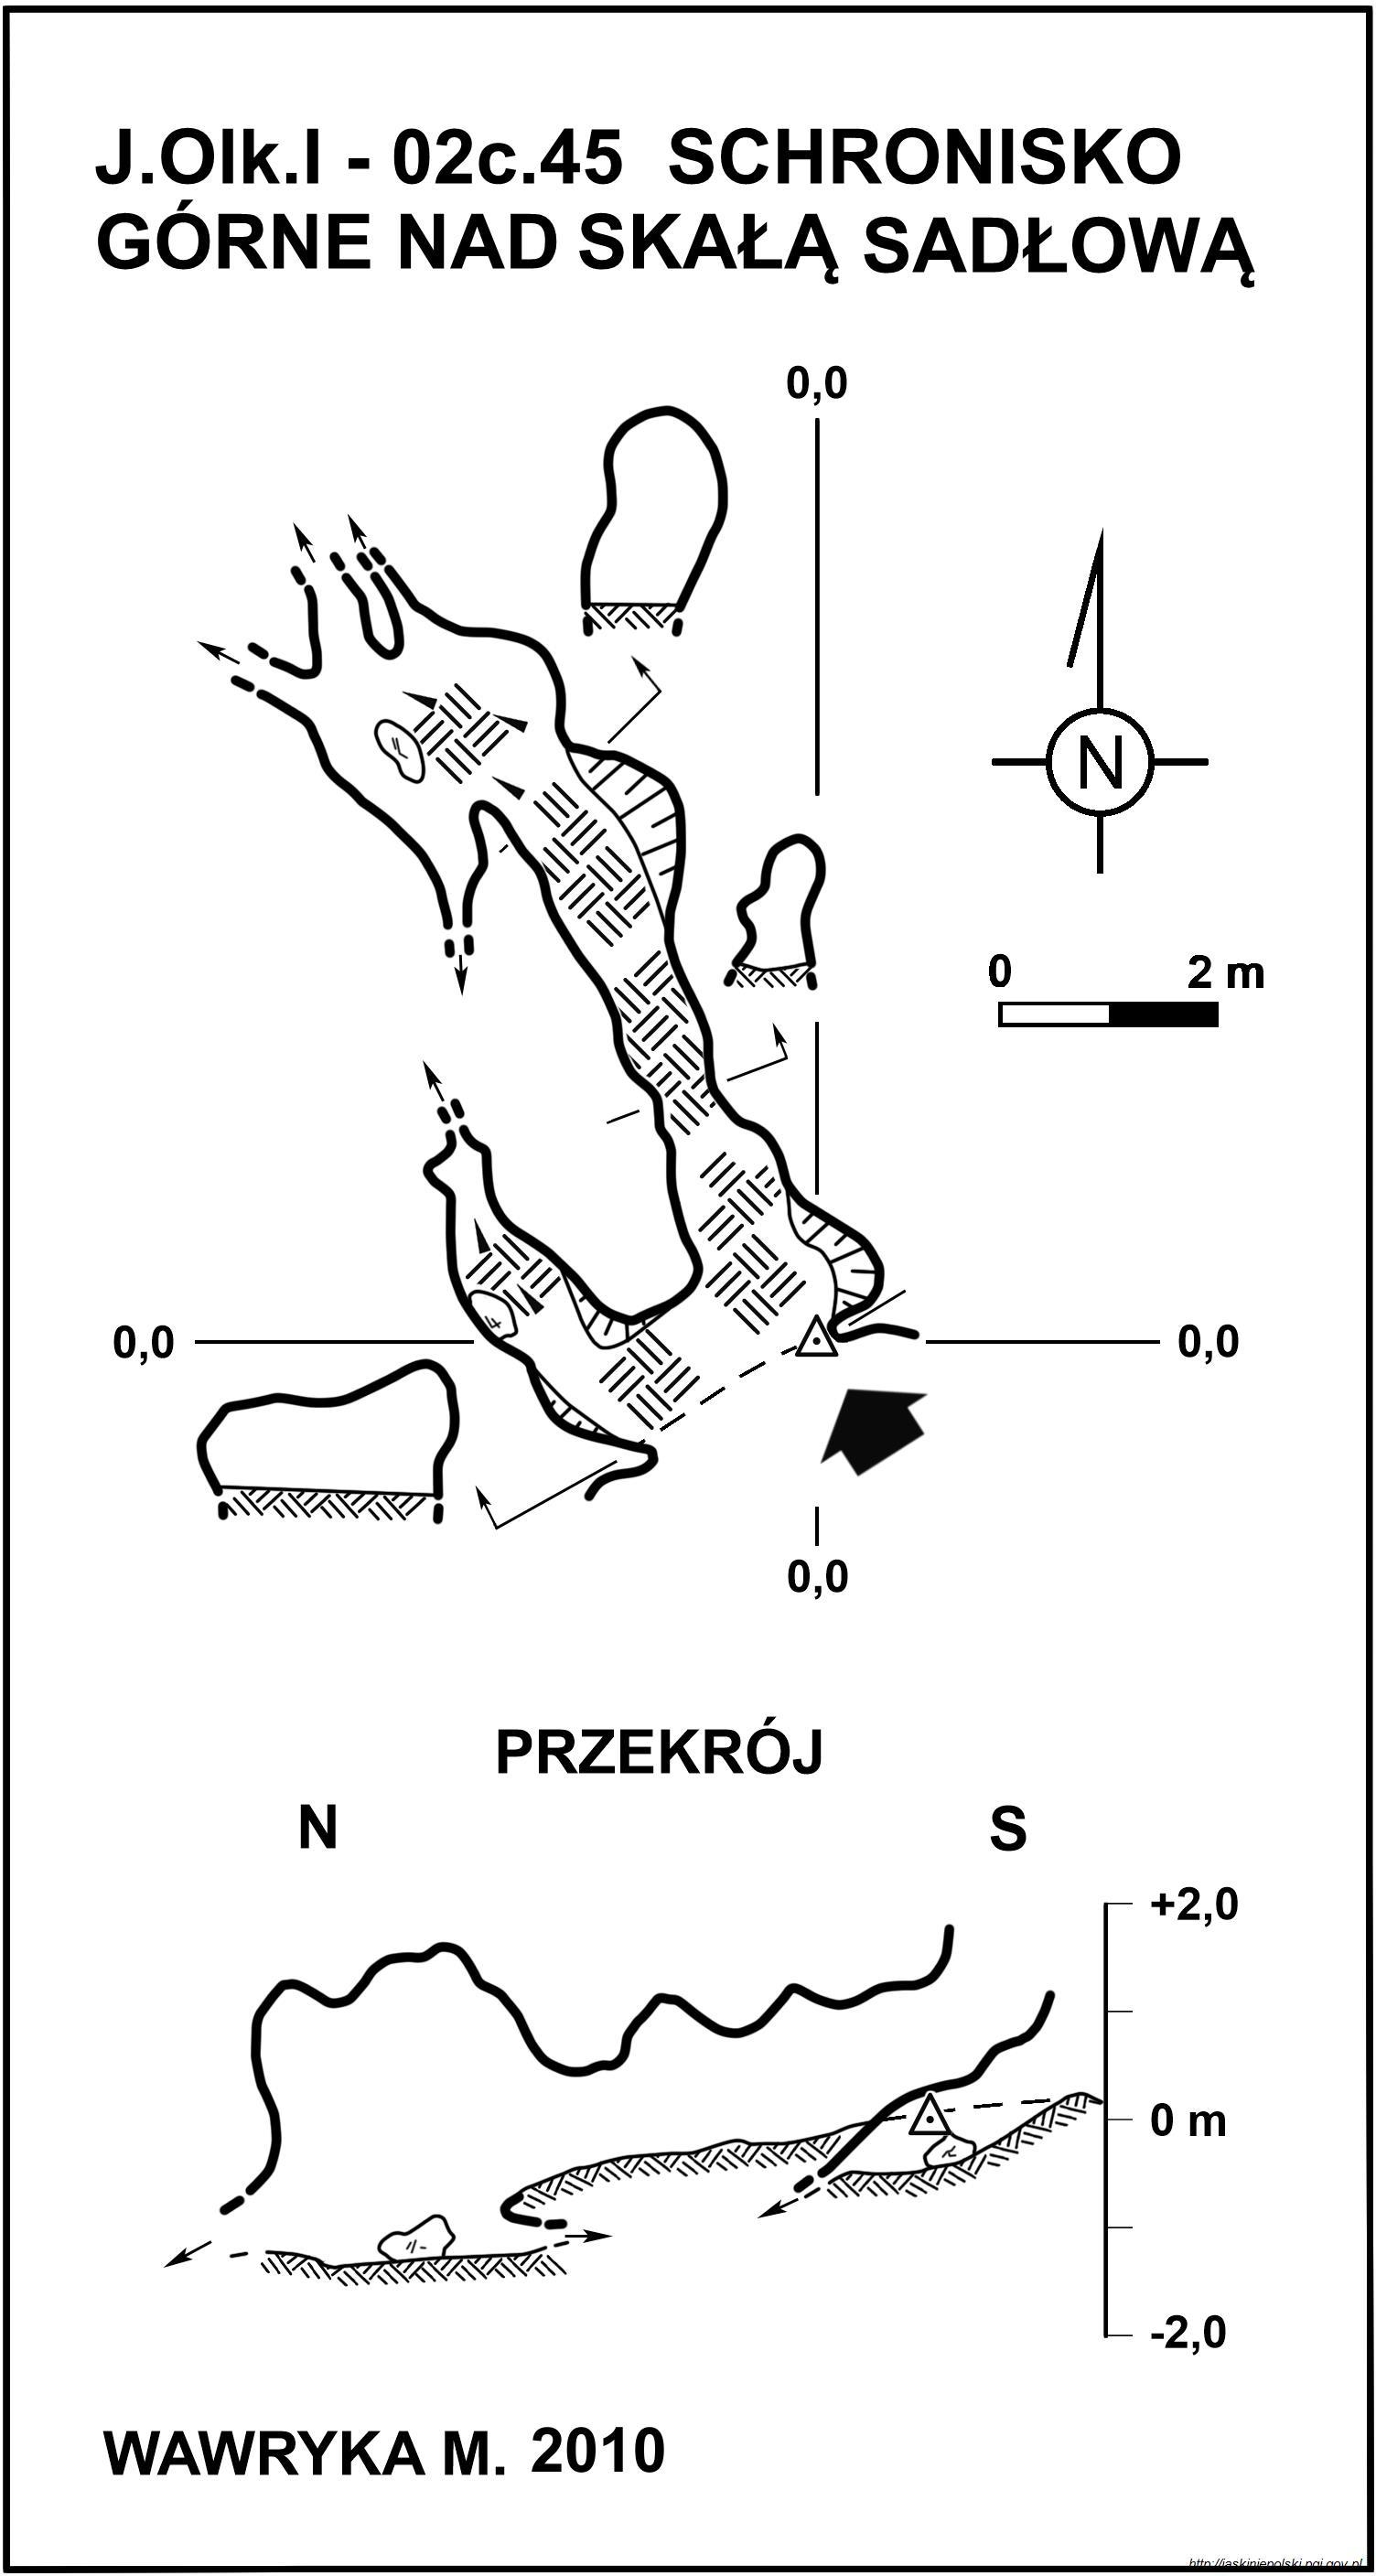 J.Olk.I - 02c.45 SCHRONISKO
GÓRNE NAD SKAŁĄ SADŁOWĄ
0,0
N
0 2 m
0,0 0,0
0,0
PRZEKRÓJ
N S
+2,0
0 m
-2,0
WAWRYKA M. 2010
http://jaskiniepolski.pgi.gov.pl